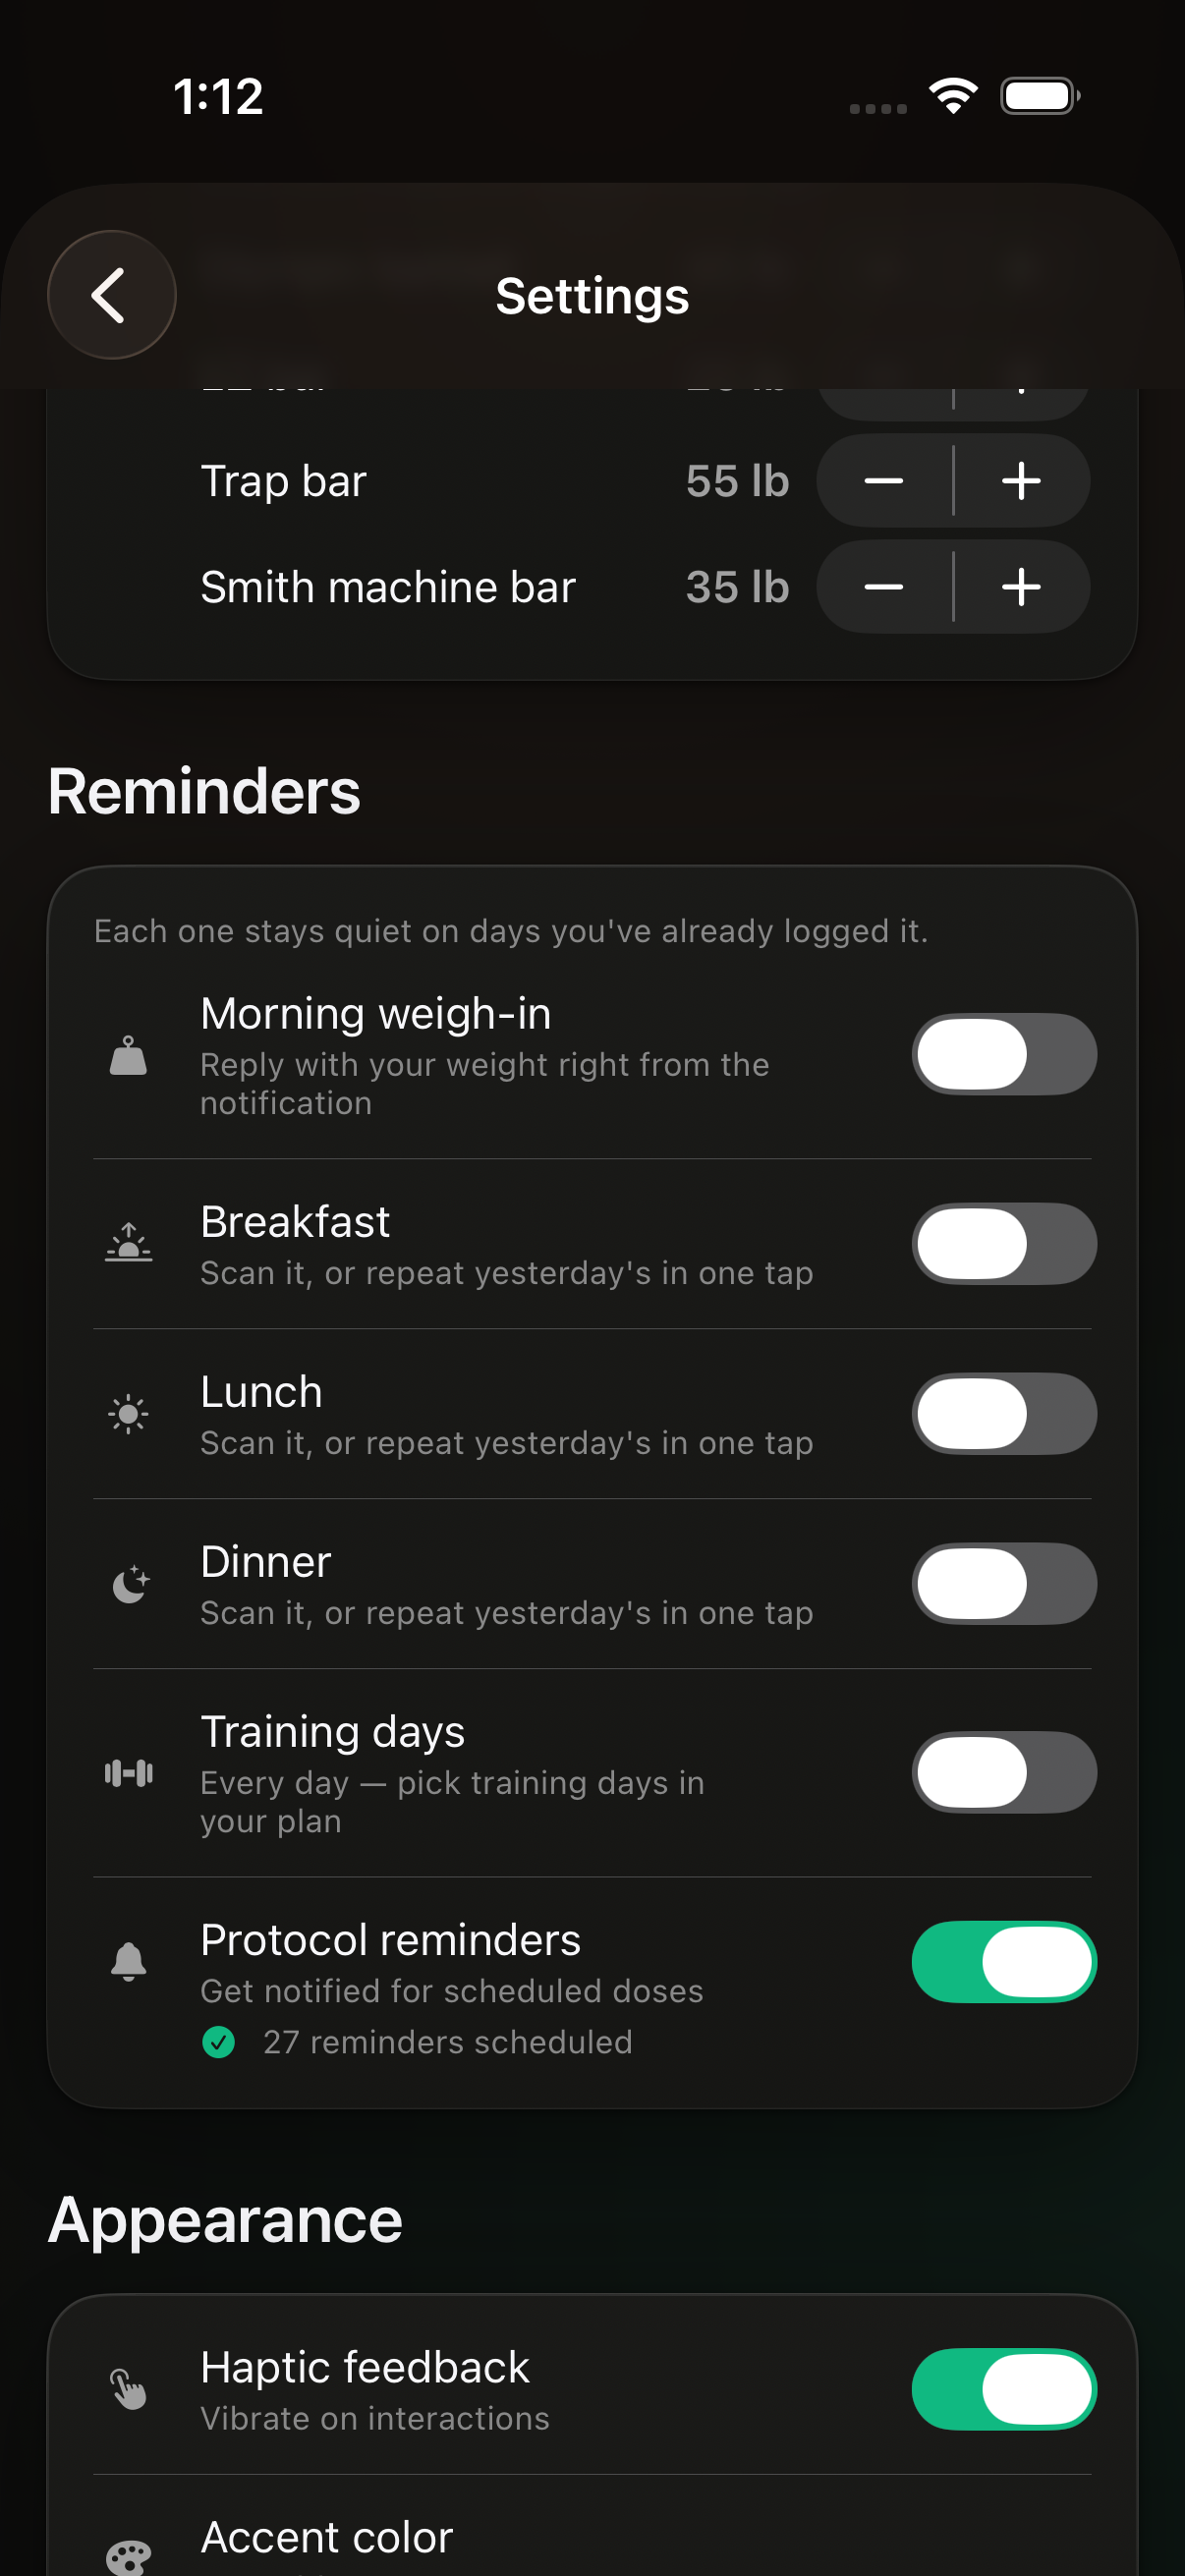 1:12
Settings
Trap bar
55 lb
Smith machine bar
35 lb
Reminders
Each one stays quiet on days you've already logged it.
Morning weigh-in
Reply with your weight right from the
notification
Breakfast
Scan it, or repeat yesterday's in one tap
Lunch
Scan it, or repeat yesterday's in one tap
Dinner
Scan it, or repeat yesterday's in one tap
Training days
Every day — pick training days in
your plan
Protocol reminders
Get notified for scheduled doses
27 reminders scheduled
Appearance
Haptic feedback
Vibrate on interactions
Accent color